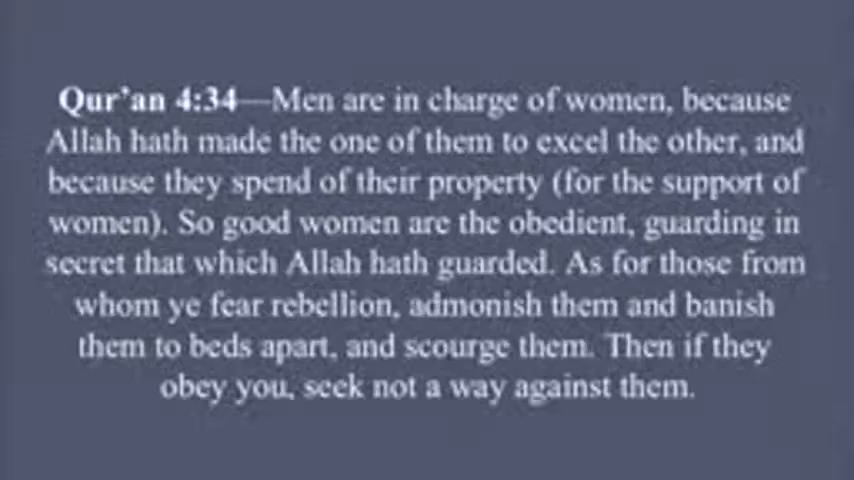 Qur'an 4:34—Men are in charge of women, because
Allah hath made the one of them to excel the other, and
because they spend of their property (for the support of
women). So good women are the obedient, guarding in
secret that which Allah hath guarded. As for those from
whom ye fear rebellion, admonish them and banish
them to beds apart, and scourge them. Then if they
obey you, seek not a way against them.